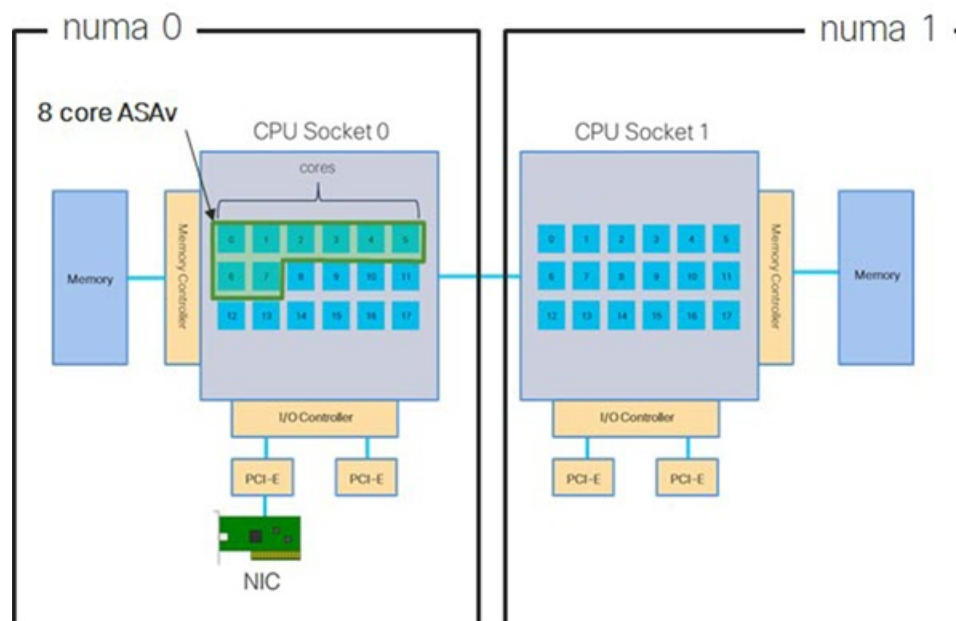 numa 0
numa 1
8 core ASAv
CPU Socket 0
CPU Socket 1
cores
0 1 2 3 4 5
0 1 2 3 4 5
Memory
Memory Controller
6 7 8 9 10 11
6 7 8 9 10 11
Memory Controller
Memory
12 13 14 15 16 17
12 13 14 15 16 17
I/O Controller
I/O Controller
PCI-E
PCI-E
PCI-E
PCI-E
NIC